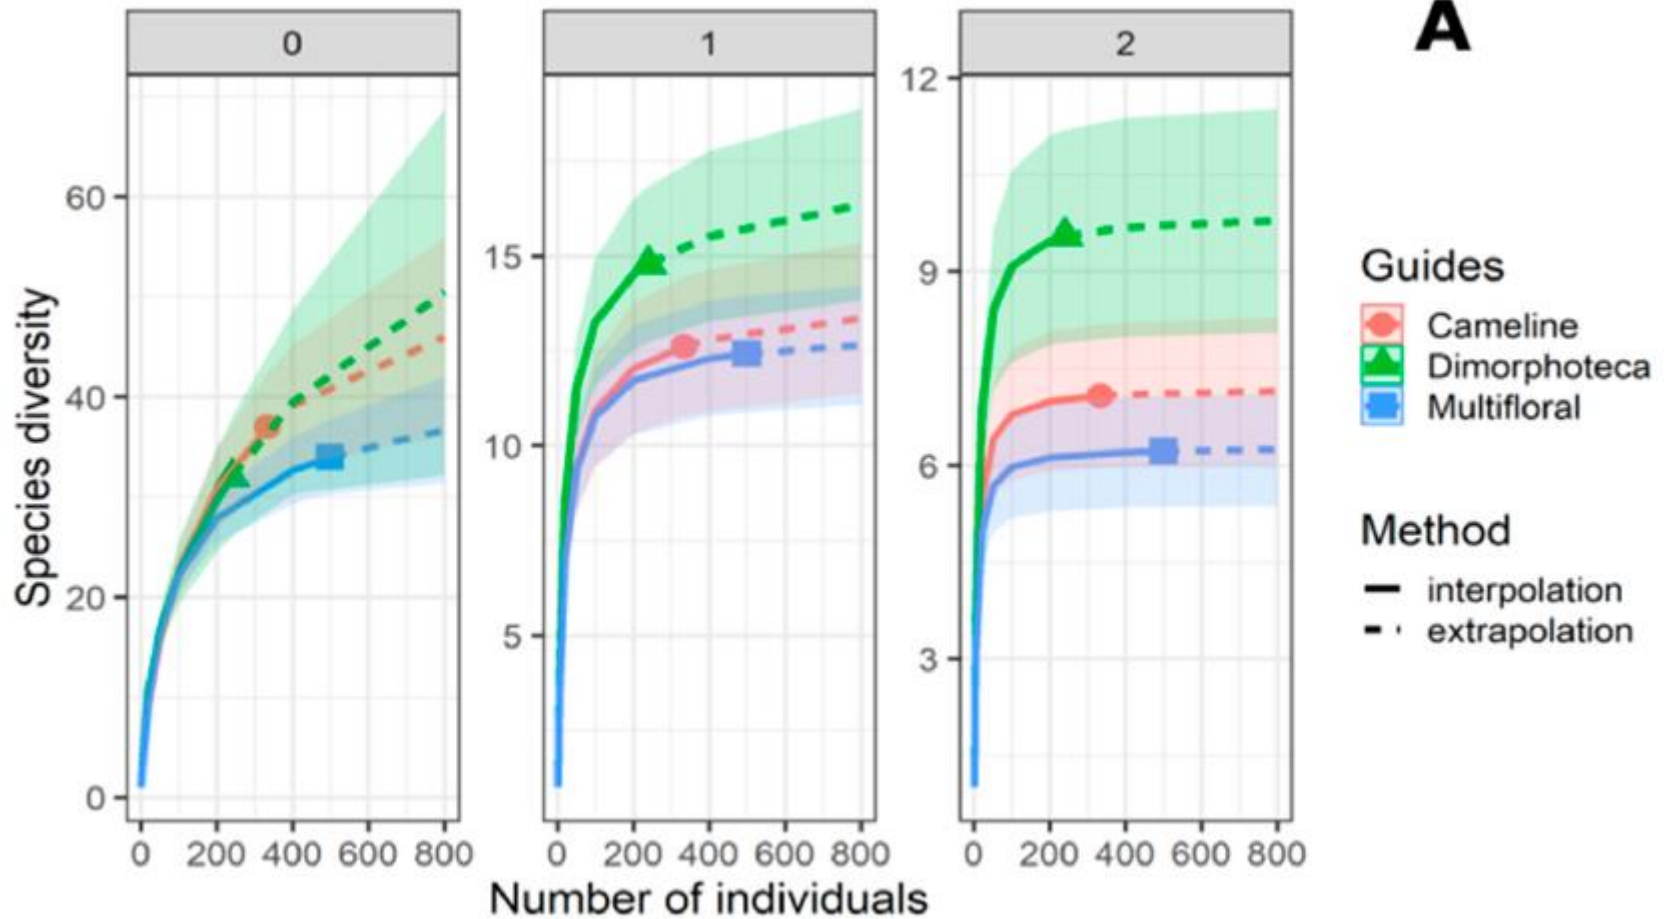 A
0 1 2
Species diversity
60
40
20
0
15
10
5
12
9
6
3
0 200 400 600 800
0 200 400 600 800
0 200 400 600 800
Number of individuals
Guides
Cameline
Dimorphoteca
Multifloral
Method
interpolation
extrapolation